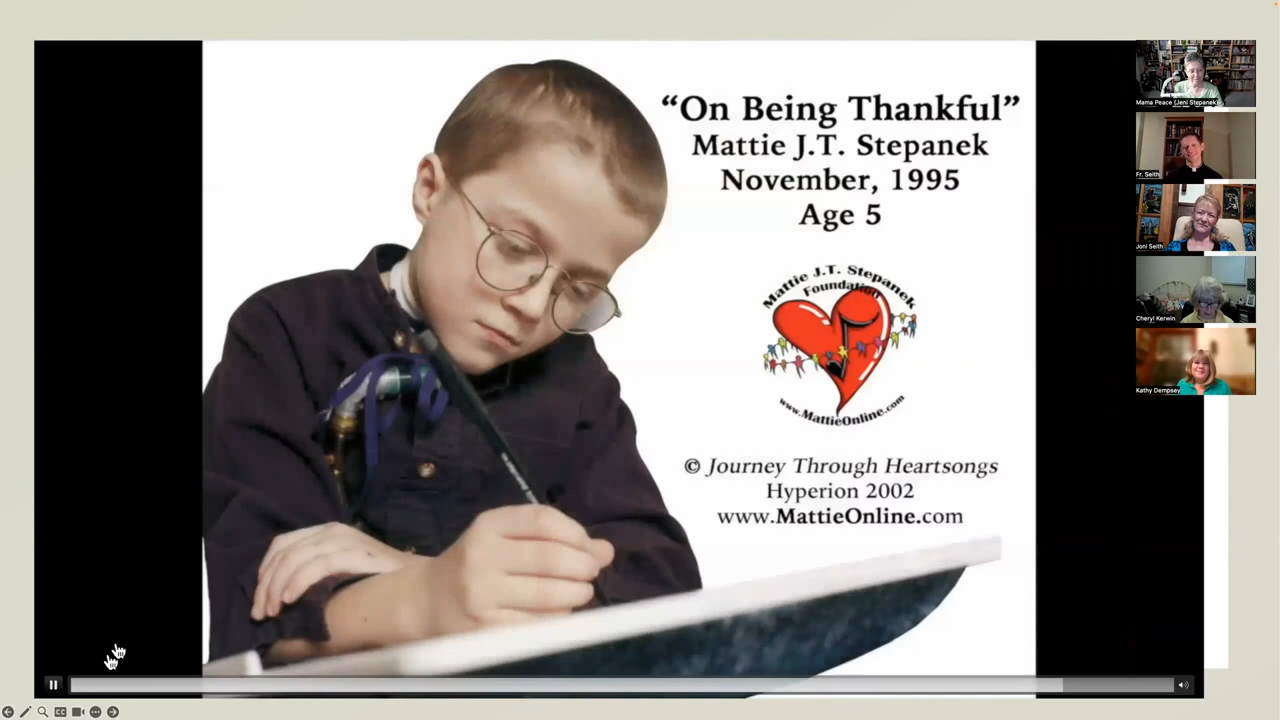 “On Being Thankful”
Mattie J.T. Stepanek
November, 1995
Age 5
Mattie J.T. Stepanek
Foundation
www.MattieOnline.com
© Journey Through Heartsongs
Hyperion 2002
www.MattieOnline.com
Mama Peace (Jeni Stepanek)
Fr. Seith
Joni Seith
Cheryl Kerwin
Kathy Dempsey
CC